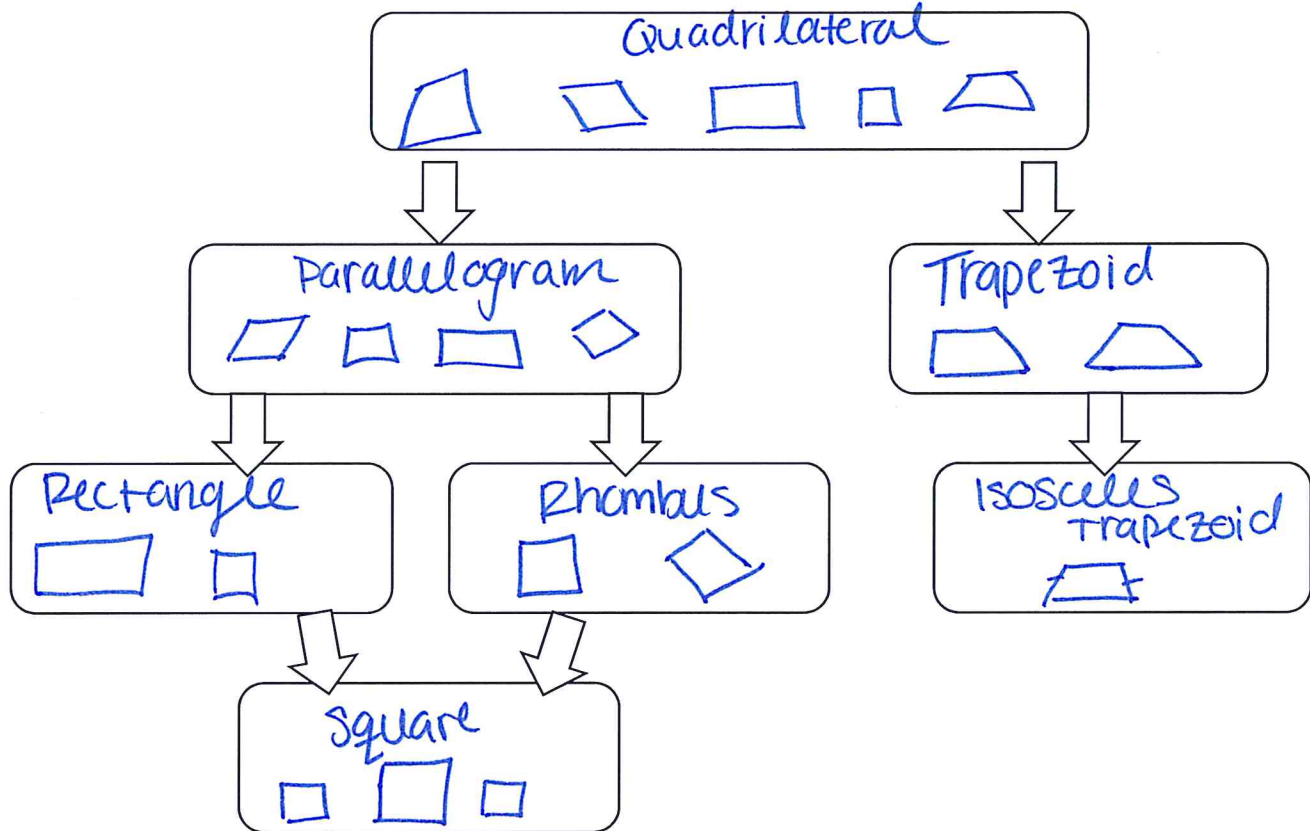 Quadrilateral
Parallelogram
Trapezoid
Rectangle
Rhombus
Isosceles
Trapezoid
Square